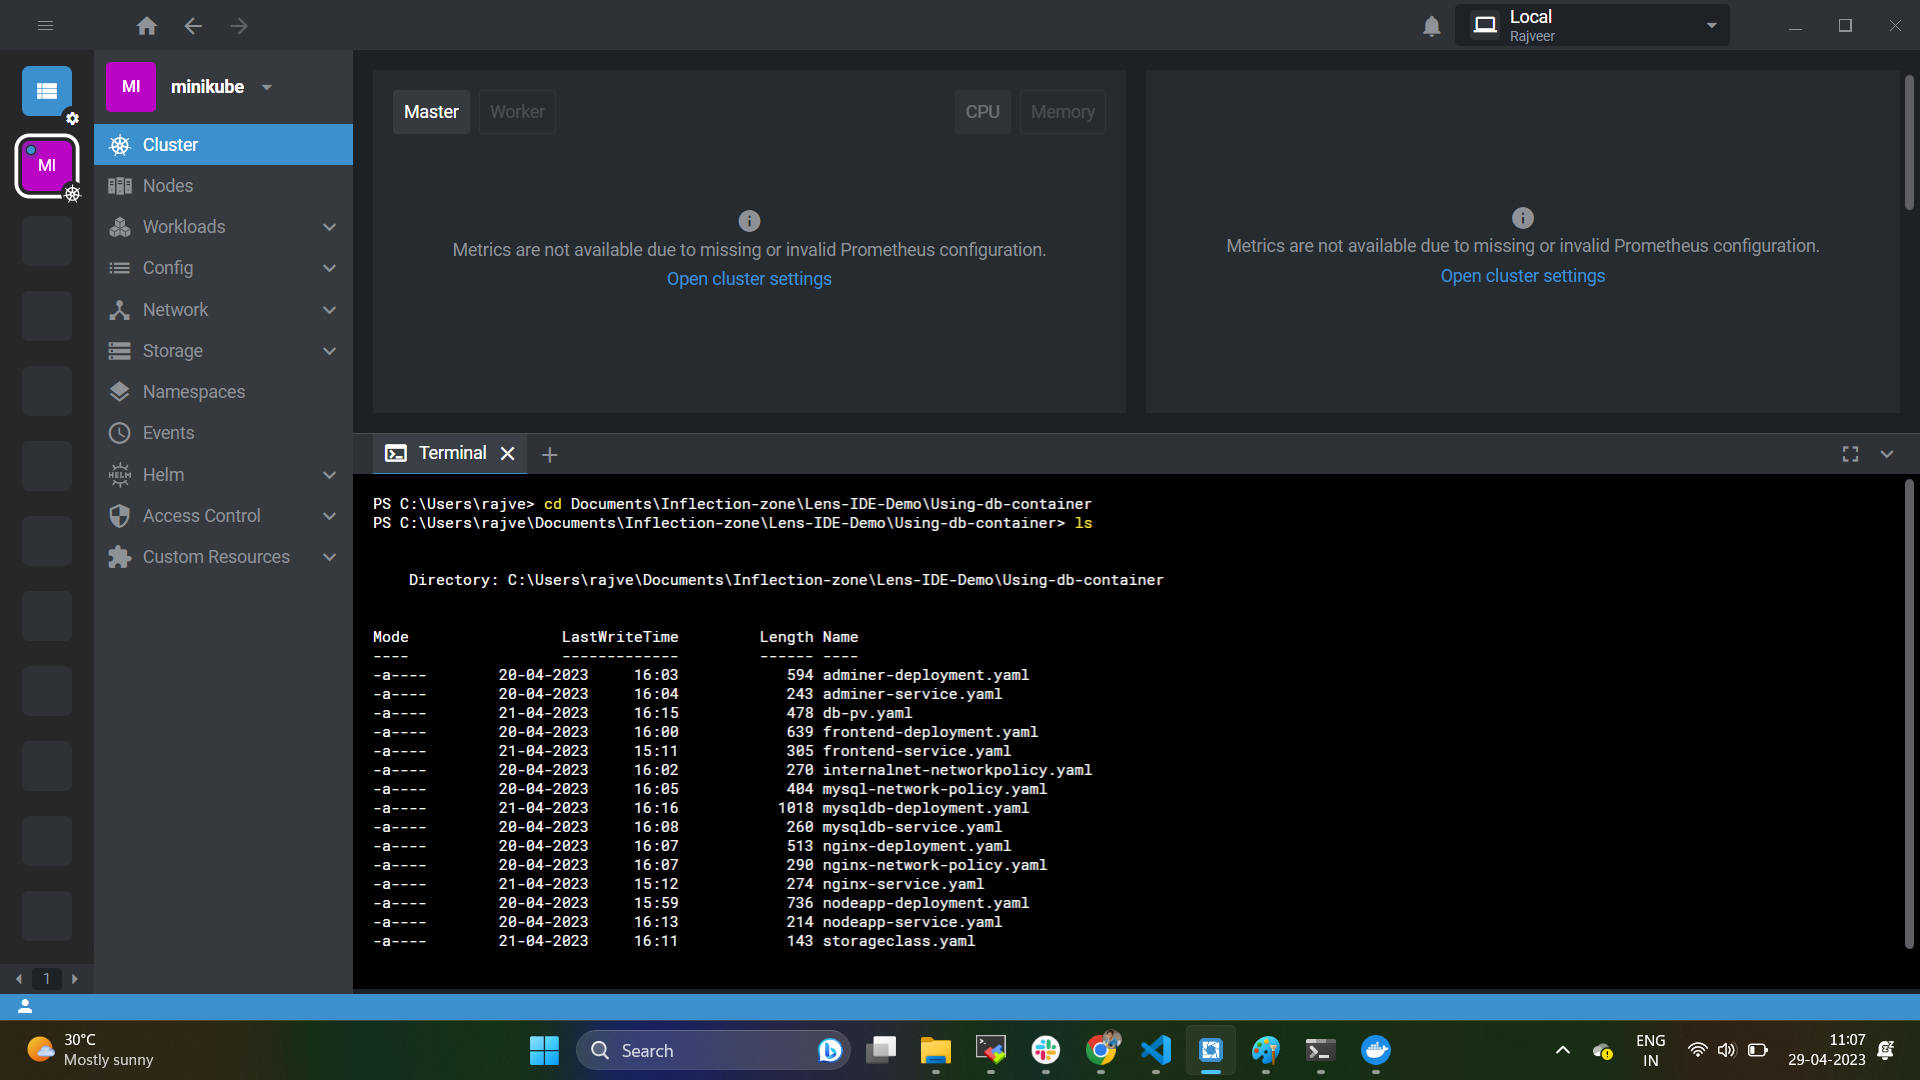 Local
Rajveer
MI
minikube
MI
Cluster
Nodes
Workloads
Config
Network
Storage
Namespaces
Events
HELM
Helm
Access Control
Custom Resources
1
Master
Worker
CPU
Memory
Metrics are not available due to missing or invalid Prometheus configuration.
Open cluster settings
Metrics are not available due to missing or invalid Prometheus configuration.
Open cluster settings
Terminal
PS C:\Users\rajve> cd Documents\Inflection-zone\Lens-IDE-Demo\Using-db-container
PS C:\Users\rajve\Documents\Inflection-zone\Lens-IDE-Demo\Using-db-container> ls
Directory: C:\Users\rajve\Documents\Inflection-zone\Lens-IDE-Demo\Using-db-container
Mode LastWriteTime Length Name
---- ------------- ------ ----
-a---- 20-04-2023 16:03 594 adminer-deployment.yaml
-a---- 20-04-2023 16:04 243 adminer-service.yaml
-a---- 21-04-2023 16:15 478 db-pv.yaml
-a---- 20-04-2023 16:00 639 frontend-deployment.yaml
-a---- 21-04-2023 15:11 305 frontend-service.yaml
-a---- 20-04-2023 16:02 270 internalnet-networkpolicy.yaml
-a---- 20-04-2023 16:05 404 mysql-network-policy.yaml
-a---- 21-04-2023 16:16 1018 mysqldb-deployment.yaml
-a---- 20-04-2023 16:08 260 mysqldb-service.yaml
-a---- 20-04-2023 16:07 513 nginx-deployment.yaml
-a---- 20-04-2023 16:07 290 nginx-network-policy.yaml
-a---- 21-04-2023 15:12 274 nginx-service.yaml
-a---- 20-04-2023 15:59 736 nodeapp-deployment.yaml
-a---- 20-04-2023 16:13 214 nodeapp-service.yaml
-a---- 21-04-2023 16:11 143 storageclass.yaml
30°C
Mostly sunny
Search
ENG
IN
11:07
29-04-2023